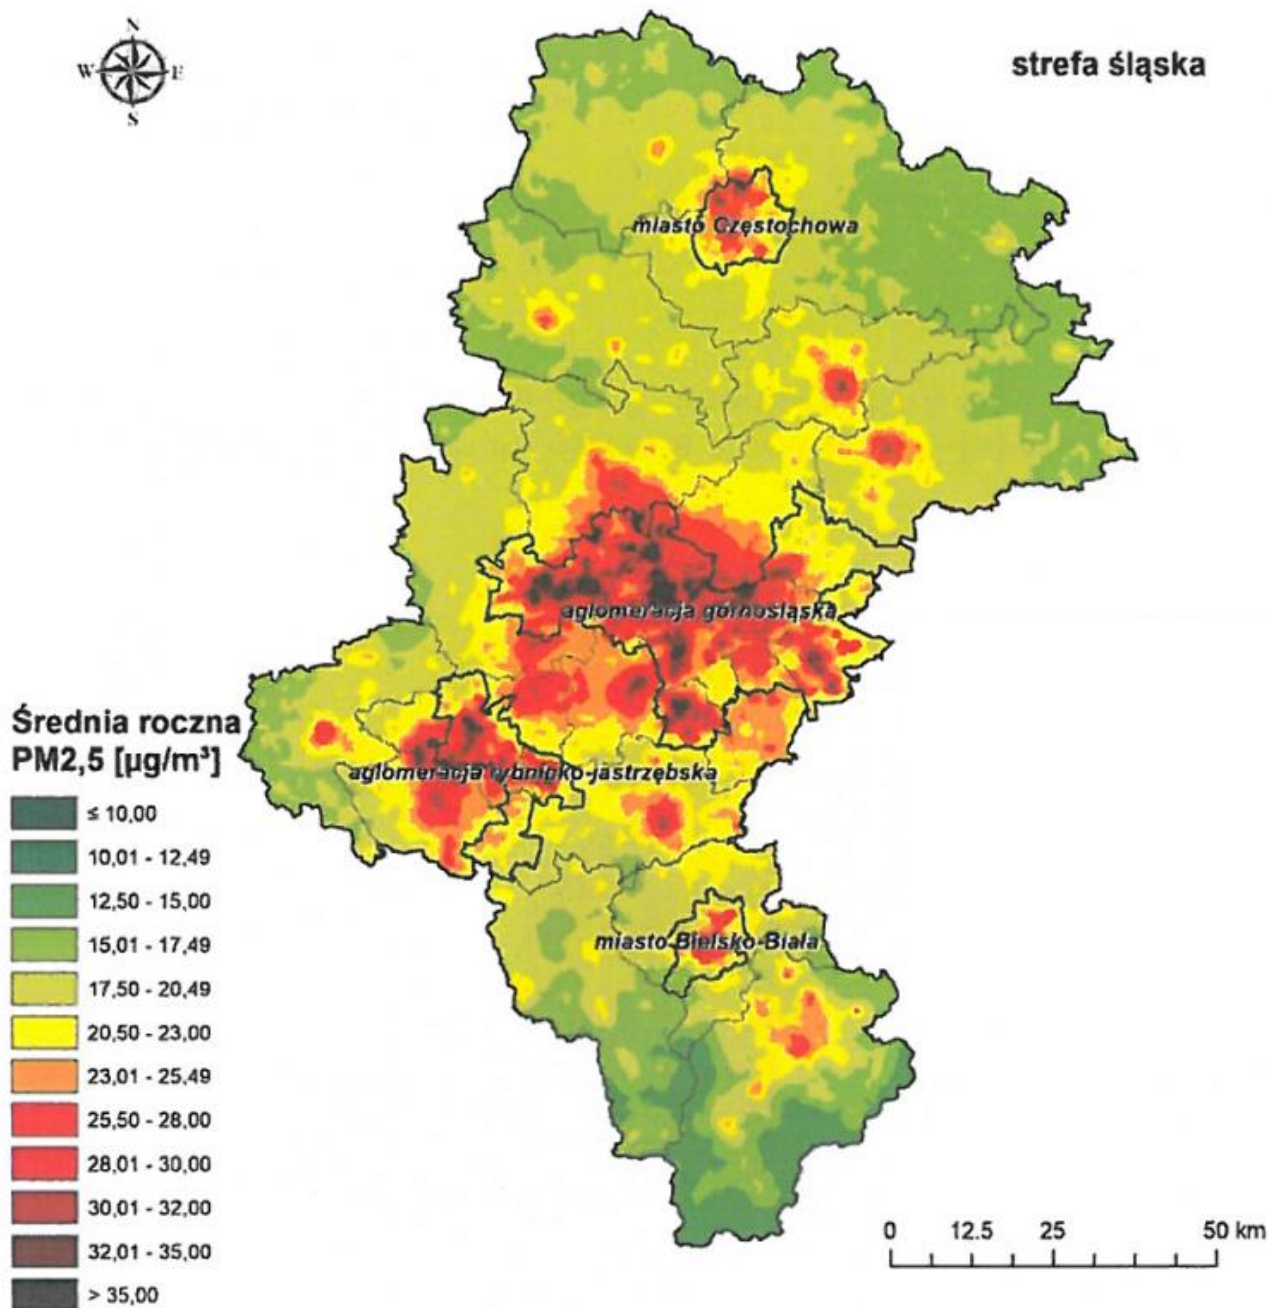 N
W E
S
strefa śląska
miasto Częstochowa
aglomeracja górnośląska
aglomeracja rybnicko-jastrzębska
miasto Bielsko-Biała
Średnia roczna
PM2,5 [µg/m³]
≤ 10,00
10,01 - 12,49
12,50 - 15,00
15,01 - 17,49
17,50 - 20,49
20,50 - 23,00
23,01 - 25,49
25,50 - 28,00
28,01 - 30,00
30,01 - 32,00
32,01 - 35,00
> 35,00
0 12.5 25 50 km